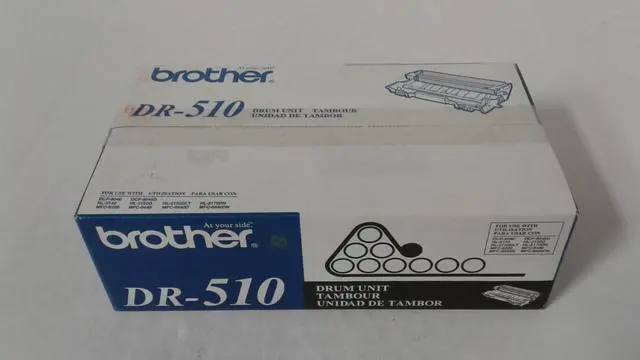 At your side.
brother
DR-510
DRUM UNIT TAMBOUR
UNIDAD DE TAMBOR
FOR USE WITH UTILISATION PARA USAR CON
DCP-8040
At your side.
brother
DR-510
DRUM UNIT
TAMBOUR
UNIDAD DE TAMBOR
FOR USE WITH
UTILISATION
PARA USAR CON